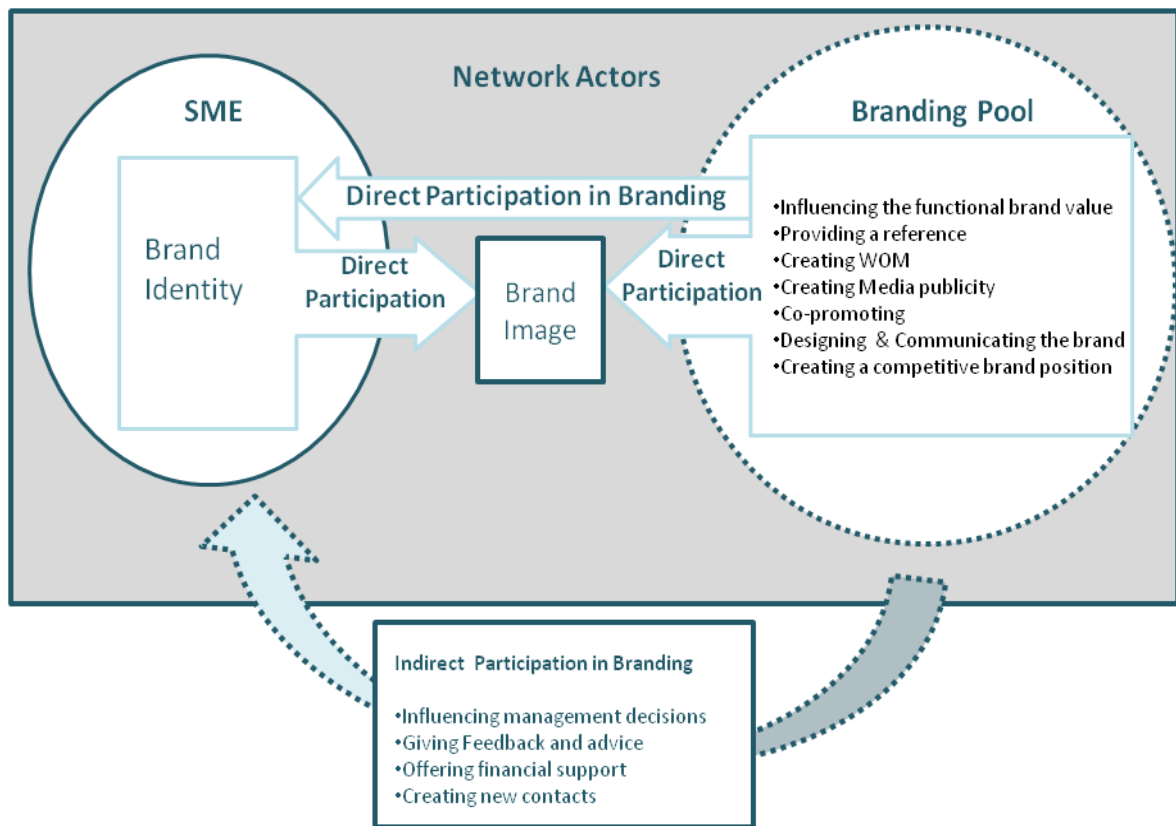 Network Actors
SME
Branding Pool
Direct Participation in Branding
Brand
Identity
Direct
Participation
Brand
Image
Direct
Participation
•Influencing the functional brand value
•Providing a reference
•Creating WOM
•Creating Media publicity
•Co-promoting
•Designing & Communicating the brand
•Creating a competitive brand position
Indirect Participation in Branding
•Influencing management decisions
•Giving Feedback and advice
•Offering financial support
•Creating new contacts